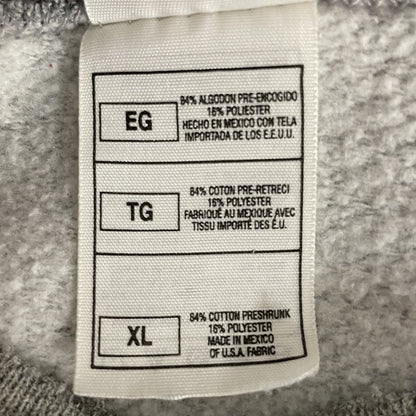 EG
84% ALGODON PRE-ENCOGIDO
16% POLIESTER
HECHO EN MEXICO CON TELA
IMPORTADA DE LOS E.E.U.U.
TG
84% COTON PRE-RETRECI
16% POLYESTER
FABRIQUÉ AU MEXIQUE AVEC
TISSU IMPORTÉ DES É.U.
XL
84% COTTON PRESHRUNK
16% POLYESTER
MADE IN MEXICO
OF U.S.A. FABRIC